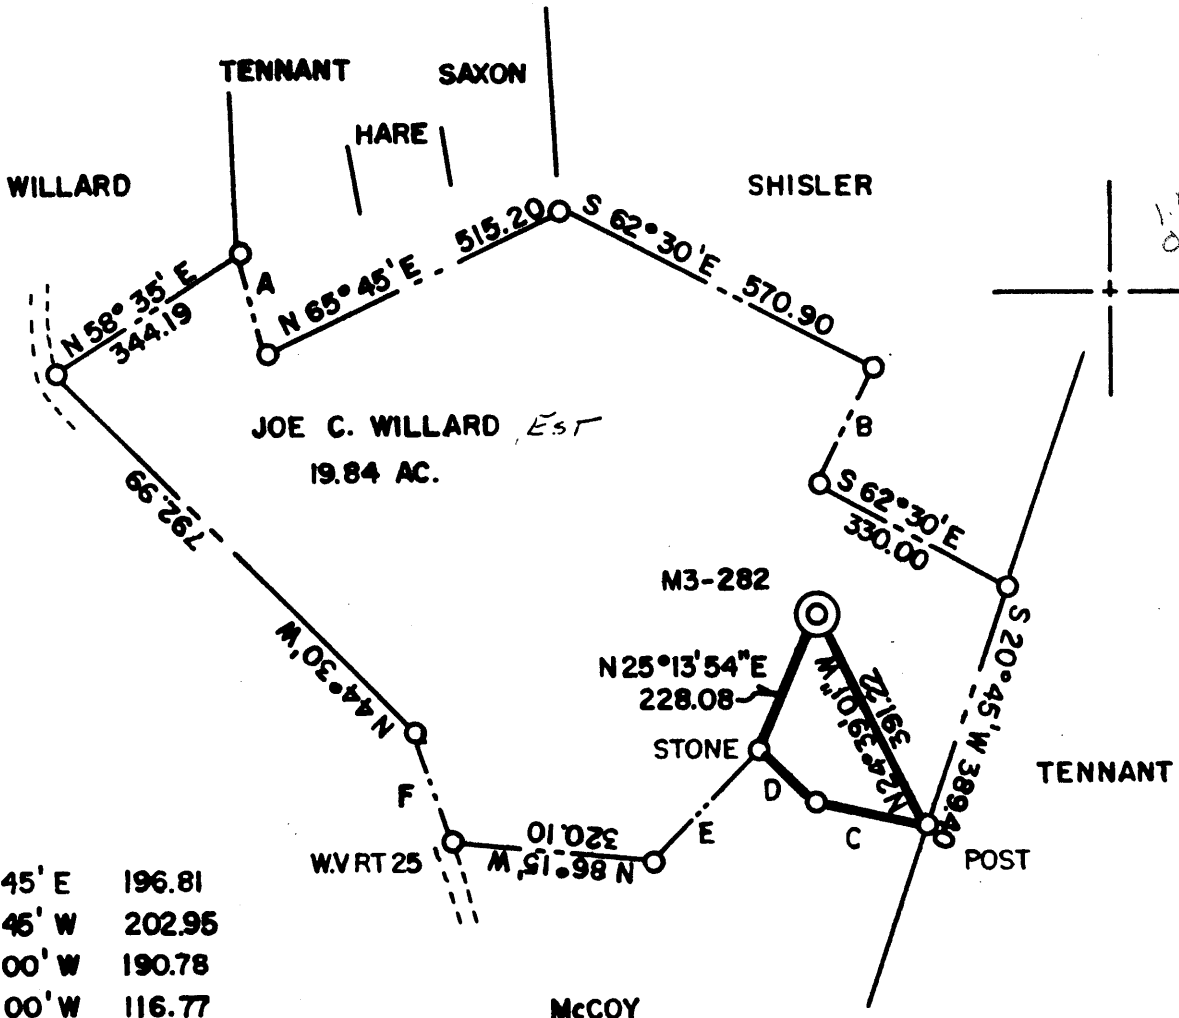 TENNANT
SAXON
HARE
WILLARD
SHISLER
N 58° 35' E
344.19
A
N 65° 45' E 515.20
S 62° 30' E 570.90
B
JOE C. WILLARD, EST
19.84 AC.
S 62° 30' E
330.00
792.99
N 44° 30' W
M3-282
N 25° 13' 54" E
228.08
N 24° 39' 01" W
391.22
S 20° 45' W 389.40
STONE
TENNANT
D
C
E
F
POST
320.10
N 86° 15' W
W.V RT 25
45' E 196.81
45' W 202.95
00' W 190.78
00' W 116.77
McCOY